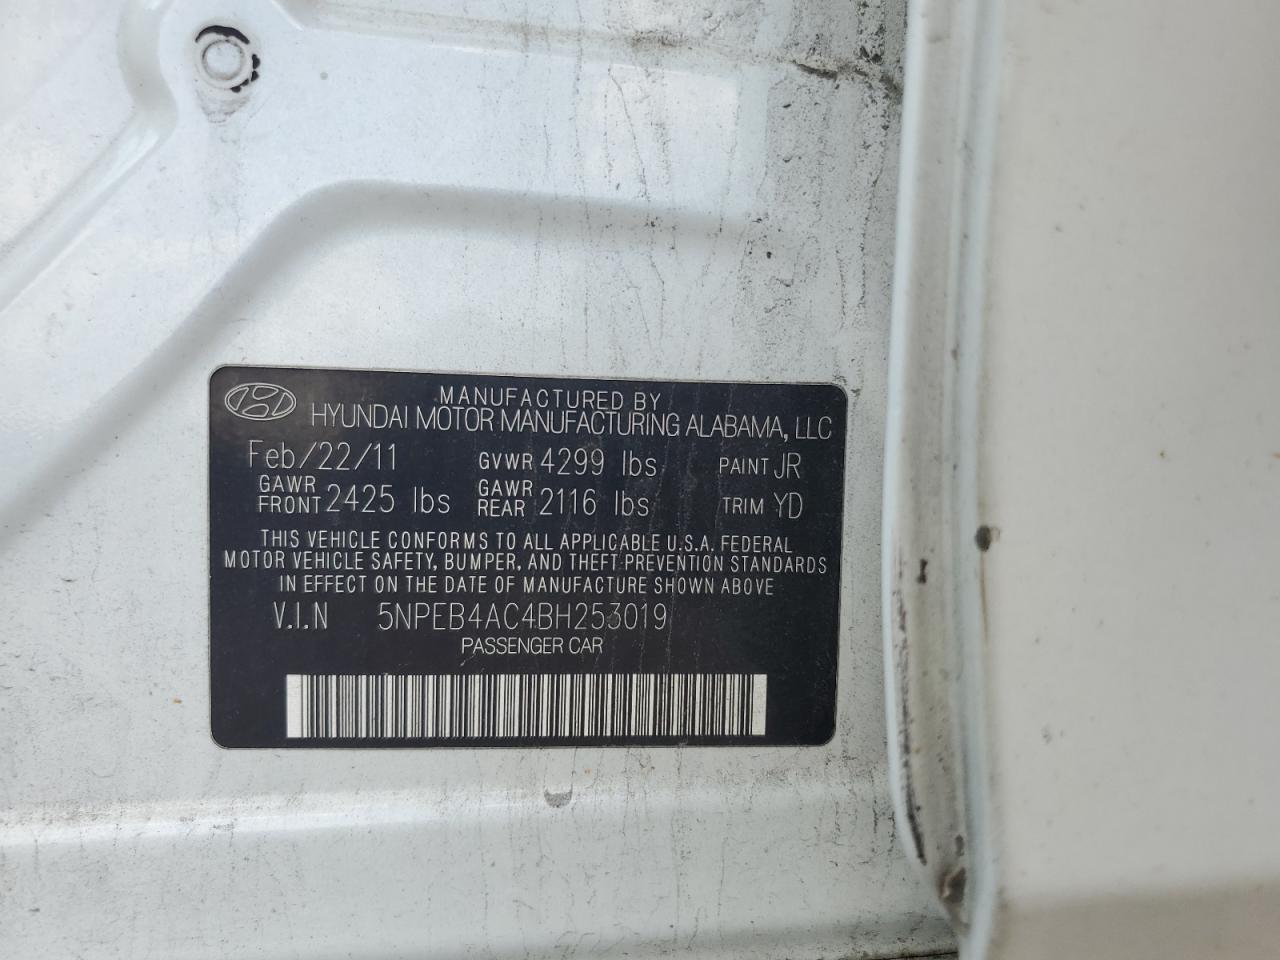 MANUFACTURED BY
HYUNDAI MOTOR MANUFACTURING ALABAMA, LLC
Feb/22/11 GVWR 4299 lbs PAINT JR
GAWR FRONT 2425 lbs GAWR REAR 2116 lbs TRIM YD
THIS VEHICLE CONFORMS TO ALL APPLICABLE U.S.A. FEDERAL
MOTOR VEHICLE SAFETY, BUMPER, AND THEFT PREVENTION STANDARDS
IN EFFECT ON THE DATE OF MANUFACTURE SHOWN ABOVE
V.I.N 5NPEB4AC4BH253019
PASSENGER CAR